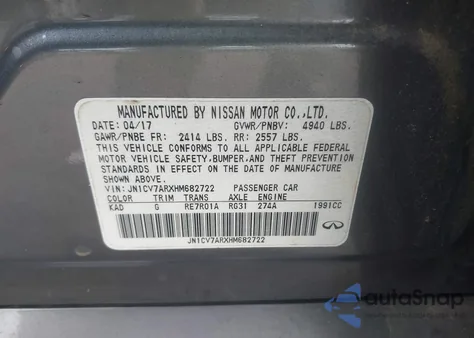 MANUFACTURED BY NISSAN MOTOR CO.,LTD.
DATE: 04/17 GVWR/PNBV: 4940 LBS.
GAWR/PNBE FR: 2414 LBS. RR: 2557 LBS.
THIS VEHICLE CONFORMS TO ALL APPLICABLE FEDERAL
MOTOR VEHICLE SAFETY, BUMPER, AND THEFT PREVENTION
STANDARDS IN EFFECT ON THE DATE OF MANUFACTURE
SHOWN ABOVE.
VIN: JN1CV7ARXHM682722 PASSENGER CAR
COLOR TRIM TRANS AXLE ENGINE
KAD G RE7R01A RG31 274A 1991CC
JN1CV7ARXHM682722
INFINITI
autoSnap